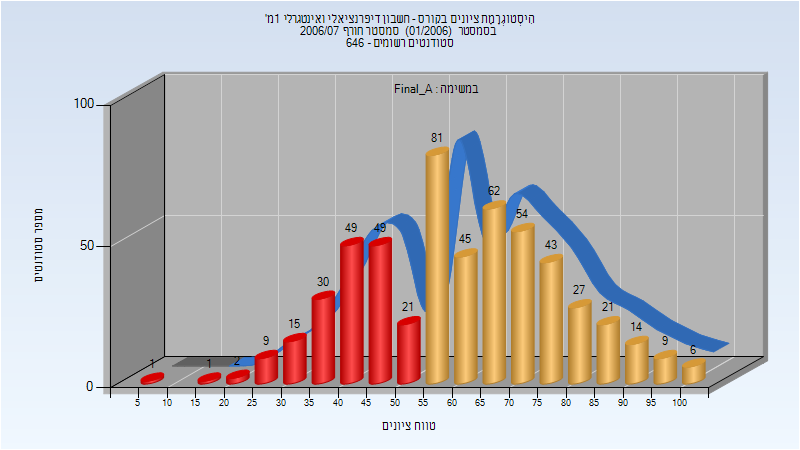 היסטוגרמת ציונים בקורס - חשבון דיפרנציאלי ואינטגרלי 1מ'
בסמסטר (01/2006) סמסטר חורף 2006/07
סטודנטים רשומים - 646
במשימה : Final_A
מספר סטודנטים
100
50
0
1 1 2 9 15 30 49 49 21 81 45 62 54 43 27 21 14 9 6
5 10 15 20 25 30 35 40 45 50 55 60 65 70 75 80 85 90 95 100
טווח ציונים